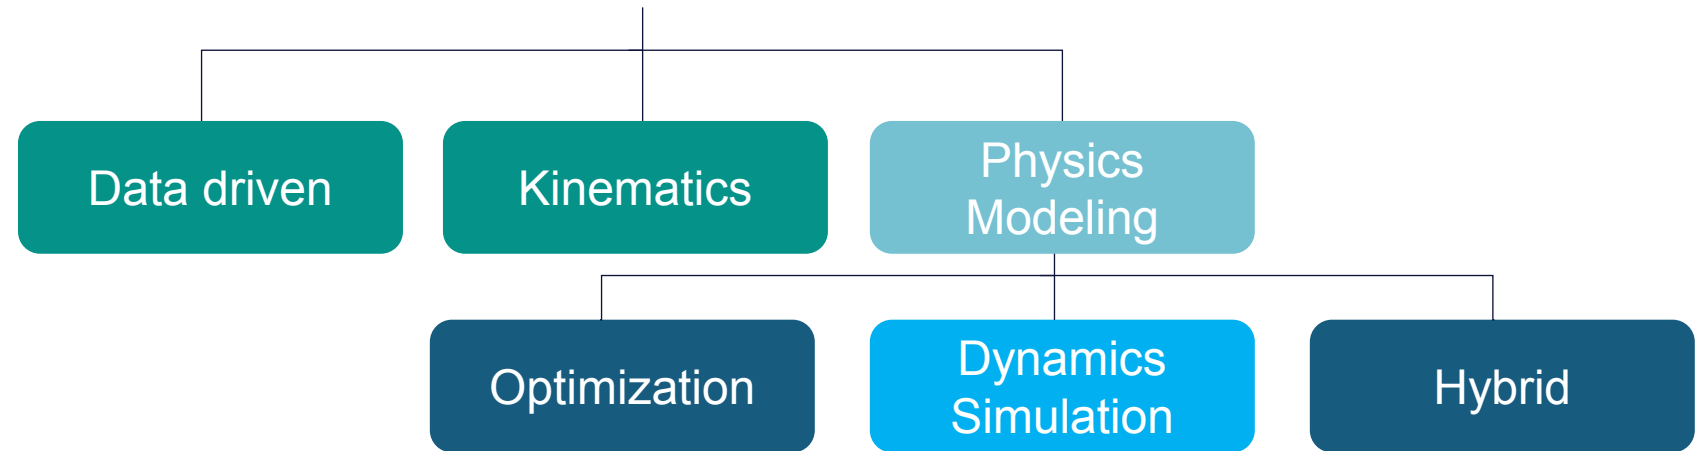 Data driven
Kinematics
Physics
Modeling
Optimization
Dynamics
Simulation
Hybrid